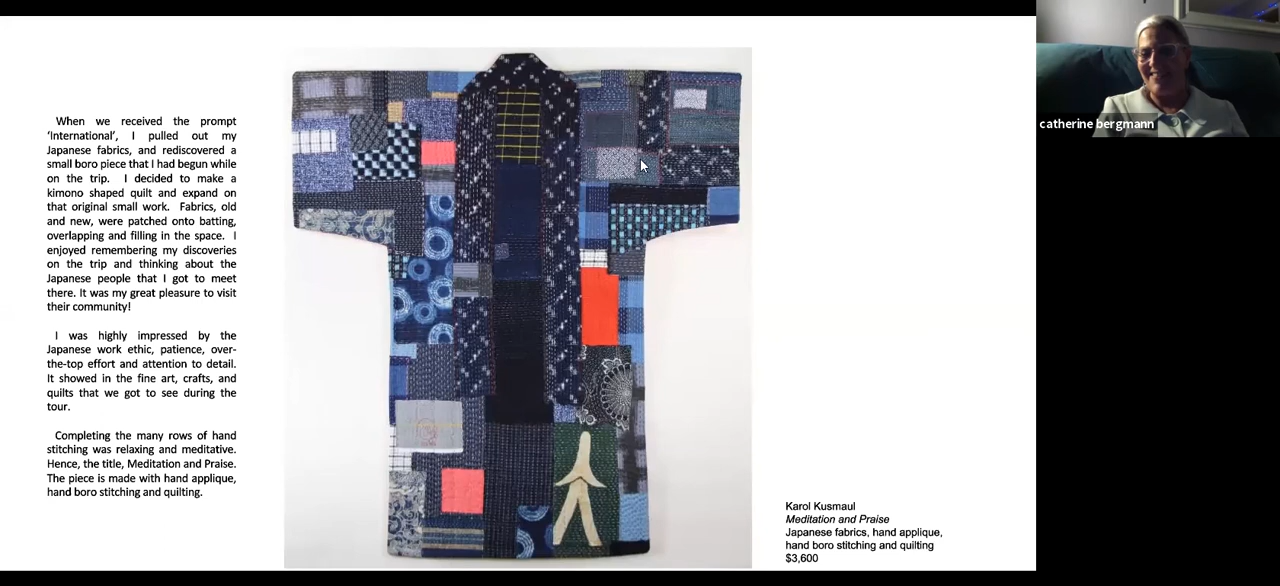 When we received the prompt
'International', I pulled out my
Japanese fabrics, and rediscovered a
small boro piece that I had begun while
on the trip. I decided to make a
kimono shaped quilt and expand on
that original small work. Fabrics, old
and new, were patched onto batting,
overlapping and filling in the space. I
enjoyed remembering my discoveries
on the trip and thinking about the
Japanese people that I got to meet
there. It was my great pleasure to visit
their community!
I was highly impressed by the
Japanese work ethic, patience, over-
the-top effort and attention to detail.
It showed in the fine art, crafts, and
quilts that we got to see during the
tour.
Completing the many rows of hand
stitching was relaxing and meditative.
Hence, the title, Meditation and Praise.
The piece is made with hand applique,
hand boro stitching and quilting.
Karol Kusmaul
Meditation and Praise
Japanese fabrics, hand applique,
hand boro stitching and quilting
$3,600
catherine bergmann